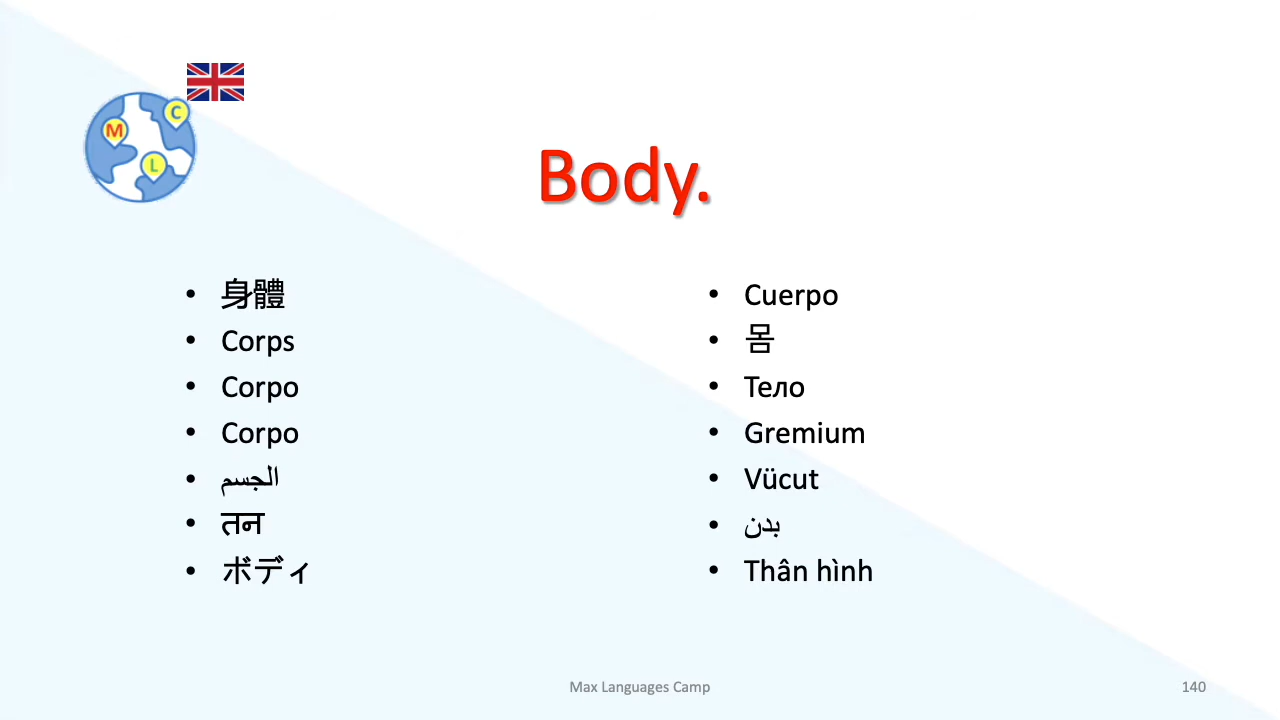 M
C
L
Body.
• 身體
• Corps
• Corpo
• Corpo
• الجسم
• तन
• ボディ
• Cuerpo
• 몸
• Тело
• Gremium
• Vücut
• بدن
• Thân hình
Max Languages Camp
140